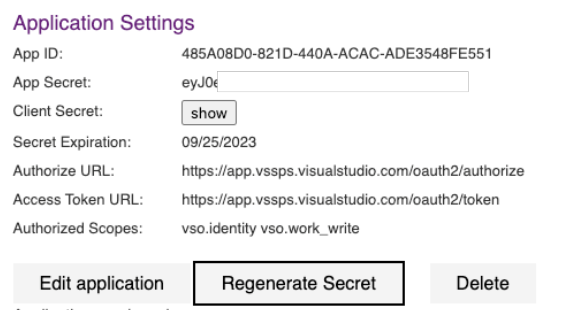 Application Settings
App ID: 485A08D0-821D-440A-ACAC-ADE3548FE551
App Secret: eyJ0e
Client Secret: show
Secret Expiration: 09/25/2023
Authorize URL: https://app.vssps.visualstudio.com/oauth2/authorize
Access Token URL: https://app.vssps.visualstudio.com/oauth2/token
Authorized Scopes: vso.identity vso.work_write
Edit application Regenerate Secret Delete